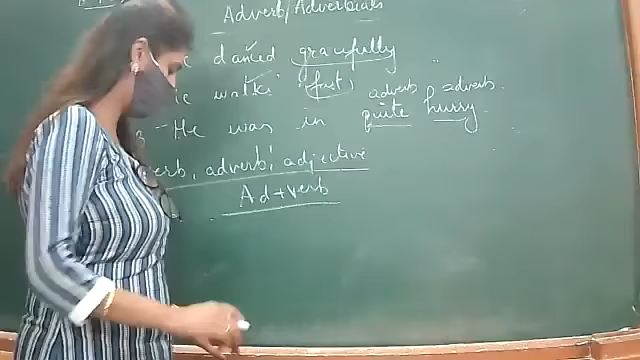 Adverb/Adverbials
danced gracefully
walks fast
adverb adverb
He was in quite hurry
verb, adverb, adjective
Ad+verb